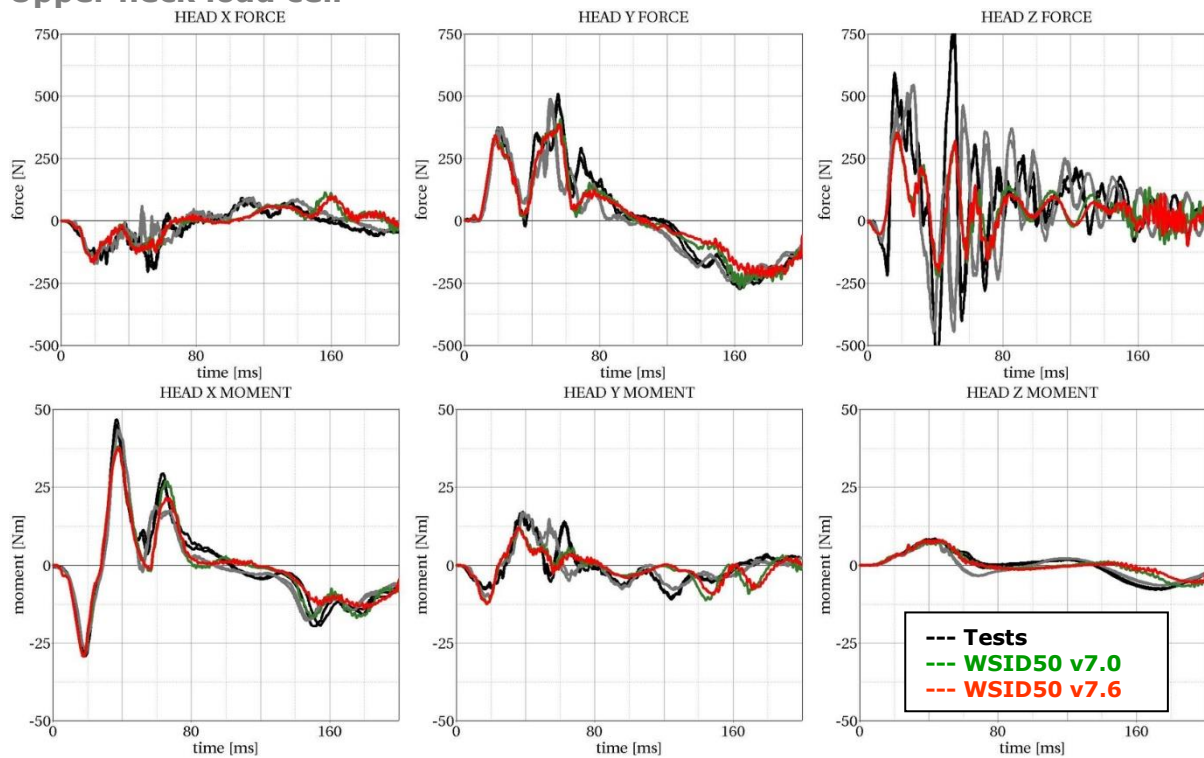 Upper neck load cell
HEAD X FORCE
750
500
250
0
-250
-500
force [N]
0
80
160
time [ms]
HEAD Y FORCE
750
500
250
0
-250
-500
force [N]
0
80
160
time [ms]
HEAD Z FORCE
750
500
250
0
-250
-500
force [N]
0
80
160
time [ms]
HEAD X MOMENT
50
25
0
-25
-50
moment [Nm]
0
80
160
time [ms]
HEAD Y MOMENT
50
25
0
-25
-50
moment [Nm]
0
80
160
time [ms]
HEAD Z MOMENT
50
25
0
-25
-50
moment [Nm]
0
80
160
time [ms]
--- Tests
--- WSID50 v7.0
--- WSID50 v7.6